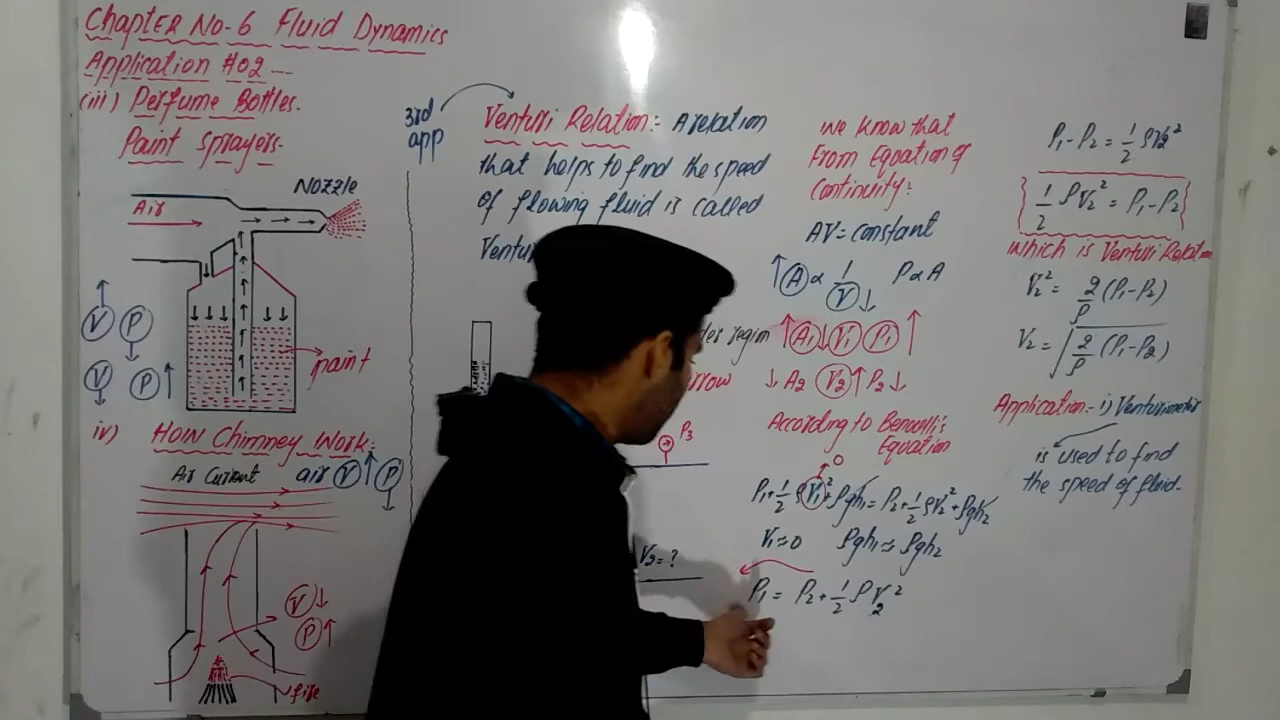 Chapter No-6 Fluid Dynamics
Application #02....
(iii) Perfume Bottles.
Paint Sprayers.
Nozzle
Air
V P
V P
paint
iv) How Chimney Work:
Air Current air V P
V
P
fire
3rd
app
Venturi Relation:- A relation
that helps to find the speed
of flowing fluid is called
region
P3
V2 = ?
We know that
From Equation of
Continuity:
AV = constant
A ∝ 1/V P ∝ A
A1 V1 P1
A2 V2 P2
According to Benoulli's
Equation
0
P1+1/2 ρV1²+ρgh1=P2+1/2 ρV2²+ρgh2
V1≈0 ρgh1≈ρgh2
P1 = P2+1/2 ρV2²
P1-P2 = 1/2 ρV2²
1/2 ρV2² = P1-P2
Which is Venturi Relation
V2² = 2/ρ (P1-P2)
V2 = √2/ρ (P1-P2)
Application:- i) Venturimeter
is used to find
the speed of fluid.